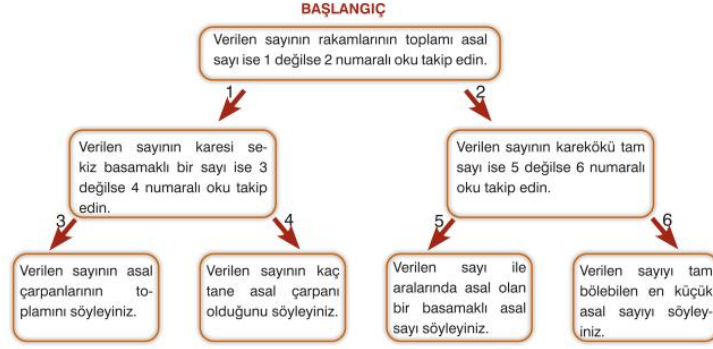 BAŞLANGIÇ
Verilen sayının rakamlarının toplamı asal
sayı ise 1 değilse 2 numaralı oku takip edin.
1
2
Verilen sayının karesi se-
kiz basamaklı bir sayı ise 3
değilse 4 numaralı oku takip
edin.
Verilen sayının karekökü tam
sayı ise 5 değilse 6 numaralı
oku takip edin.
3
4
5
6
Verilen sayının asal
çarpanlarının to-
plamını söyleyiniz.
Verilen sayının kaç
tane asal çarpanı
olduğunu söyleyiniz.
Verilen sayı ile
aralarında asal olan
bir basamaklı asal
sayı söyleyiniz.
Verilen sayıyı tam
bölebilen en küçük
asal sayıyı söyley-
iniz.